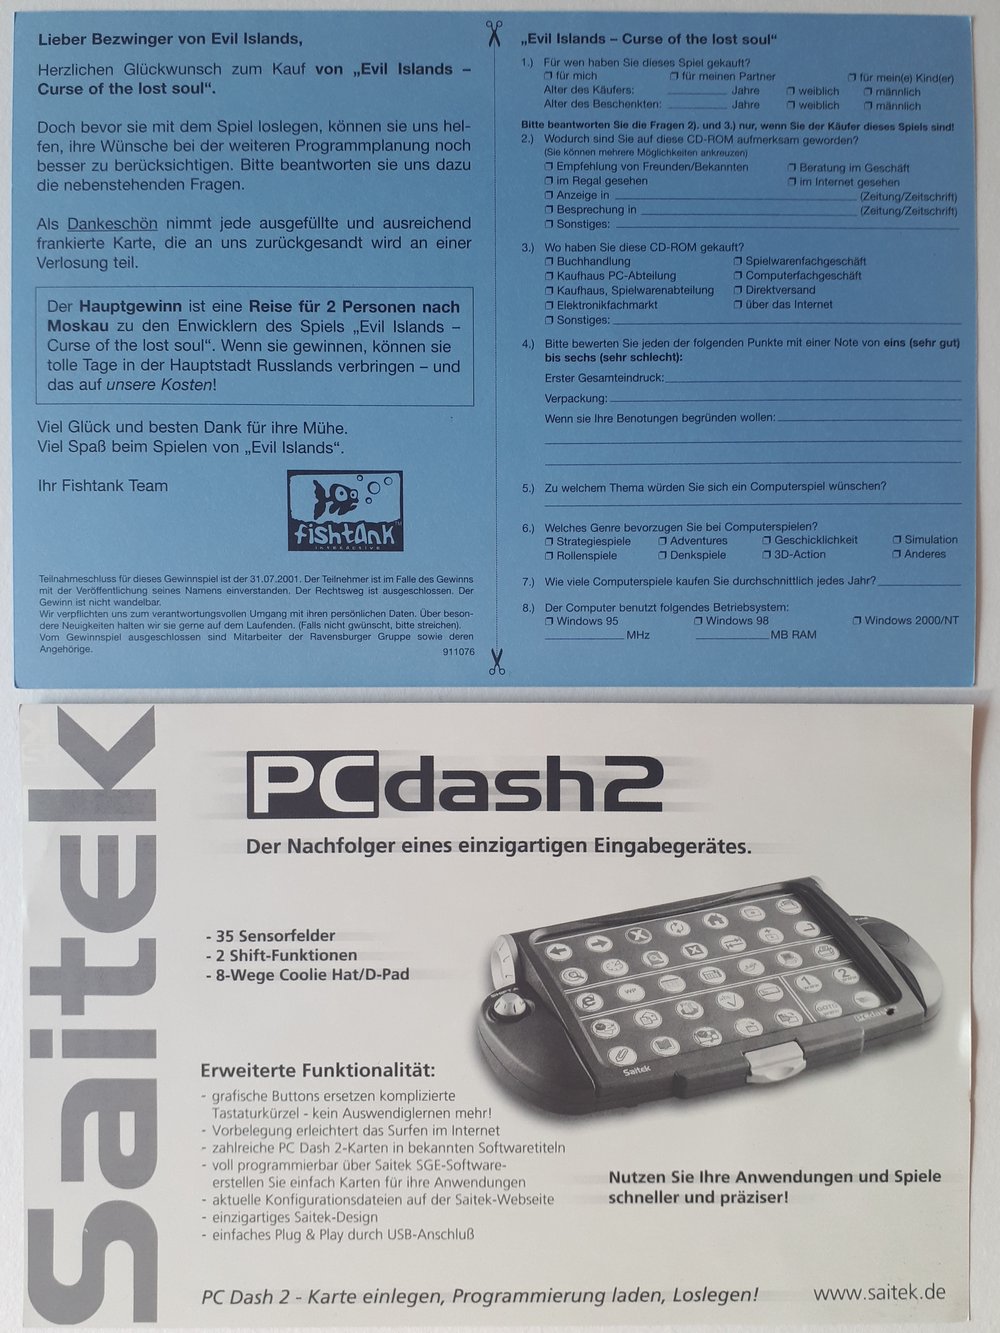 Lieber Bezwinger von Evil Islands,
Herzlichen Glückwunsch zum Kauf von „Evil Islands –
Curse of the lost soul“.
Doch bevor sie mit dem Spiel loslegen, können sie uns hel-
fen, ihre Wünsche bei der weiteren Programmplanung noch
besser zu berücksichtigen. Bitte beantworten sie uns dazu
die nebenstehenden Fragen.
Als Dankeschön nimmt jede ausgefüllte und ausreichend
frankierte Karte, die an uns zurückgesandt wird an einer
Verlosung teil.
Der Hauptgewinn ist eine Reise für 2 Personen nach
Moskau zu den Enwicklern des Spiels „Evil Islands –
Curse of the lost soul“. Wenn sie gewinnen, können sie
tolle Tage in der Hauptstadt Russlands verbringen – und
das auf unsere Kosten!
Viel Glück und besten Dank für ihre Mühe.
Viel Spaß beim Spielen von „Evil Islands“.
Ihr Fishtank Team
fishtank
INTERACTIVE
TM
Teilnahmeschluss für dieses Gewinnspiel ist der 31.07.2001. Der Teilnehmer ist im Falle des Gewinns
mit der Veröffentlichung seines Namens einverstanden. Der Rechtsweg ist ausgeschlossen. Der
Gewinn ist nicht wandelbar.
Wir verpflichten uns zum verantwortungsvollen Umgang mit ihren persönlichen Daten. Über beson-
dere Neuigkeiten halten wir sie gerne auf dem Laufenden. (Falls nicht gwünscht, bitte streichen).
Vom Gewinnspiel ausgeschlossen sind Mitarbeiter der Ravensburger Gruppe sowie deren
Angehörige.
911076
„Evil Islands – Curse of the lost soul“
1.) Für wen haben Sie dieses Spiel gekauft?
❒ für mich ❒ für meinen Partner ❒ für mein(e) Kind(er)
Alter des Käufers: ________ Jahre ❒ weiblich ❒ männlich
Alter des Beschenkten: ________ Jahre ❒ weiblich ❒ männlich
Bitte beantworten Sie die Fragen 2). und 3.) nur, wenn Sie der Käufer dieses Spiels sind!
2.) Wodurch sind Sie auf diese CD-ROM aufmerksam geworden?
(Sie können mehrere Möglichkeiten ankreuzen)
❒ Empfehlung von Freunden/Bekannten ❒ Beratung im Geschäft
❒ im Regal gesehen ❒ im Internet gesehen
❒ Anzeige in ________ (Zeitung/Zeitschrift)
❒ Besprechung in ________ (Zeitung/Zeitschrift)
❒ Sonstiges: ________
3.) Wo haben Sie diese CD-ROM gekauft?
❒ Buchhandlung ❒ Spielwarenfachgeschäft
❒ Kaufhaus PC-Abteilung ❒ Computerfachgeschäft
❒ Kaufhaus, Spielwarenabteilung ❒ Direktversand
❒ Elektronikfachmarkt ❒ über das Internet
❒ Sonstiges: ________
4.) Bitte bewerten Sie jeden der folgenden Punkte mit einer Note von eins (sehr gut)
bis sechs (sehr schlecht):
Erster Gesamteindruck: ________
Verpackung: ________
Wenn sie Ihre Benotungen begründen wollen: ________
5.) Zu welchem Thema würden Sie sich ein Computerspiel wünschen?
6.) Welches Genre bevorzugen Sie bei Computerspielen?
❒ Strategiespiele ❒ Adventures ❒ Geschicklichkeit ❒ Simulation
❒ Rollenspiele ❒ Denkspiele ❒ 3D-Action ❒ Anderes
7.) Wie viele Computerspiele kaufen Sie durchschnittlich jedes Jahr? ________
8.) Der Computer benutzt folgendes Betriebsystem:
❒ Windows 95 ❒ Windows 98 ❒ Windows 2000/NT
________ MHz ________ MB RAM
Saitek
PCdash2
Der Nachfolger eines einzigartigen Eingabegerätes.
- 35 Sensorfelder
- 2 Shift-Funktionen
- 8-Wege Coolie Hat/D-Pad
Saitek
Erweiterte Funktionalität:
- grafische Buttons ersetzen komplizierte
Tastaturkürzel - kein Auswendiglernen mehr!
- Vorbelegung erleichtert das Surfen im Internet
- zahlreiche PC Dash 2-Karten in bekannten Softwaretiteln
- voll programmierbar über Saitek SGE-Software-
erstellen Sie einfach Karten für ihre Anwendungen
- aktuelle Konfigurationsdateien auf der Saitek-Webseite
- einzigartiges Saitek-Design
- einfaches Plug & Play durch USB-Anschluß
Nutzen Sie Ihre Anwendungen und Spiele
schneller und präziser!
PC Dash 2 - Karte einlegen, Programmierung laden, Loslegen!
www.saitek.de